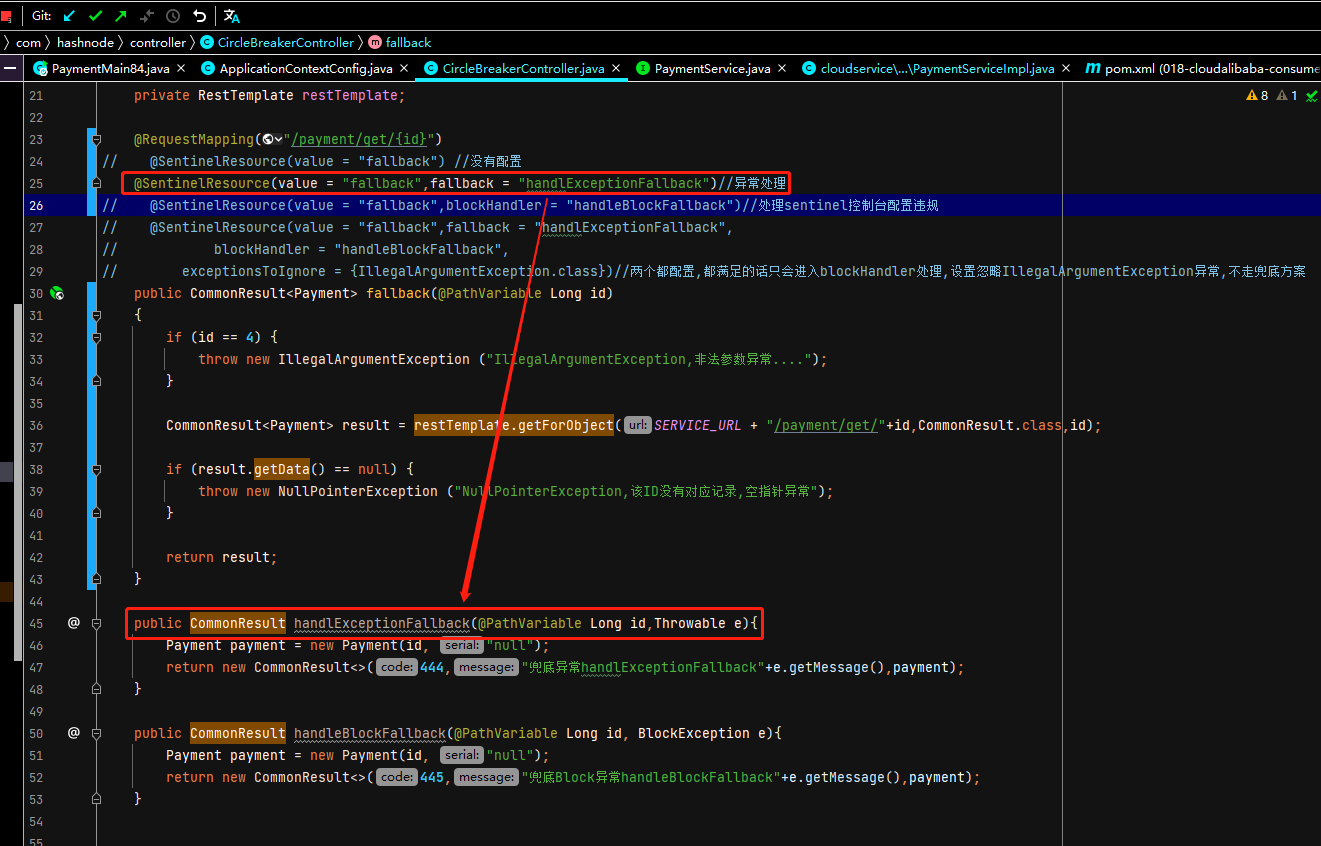 Git:
com hashnode controller CircleBreakerController fallback
PaymentMain84.java ApplicationContextConfig.java CircleBreakerController.java PaymentService.java cloudservice\...\PaymentServiceImpl.java pom.xml (018-cloudalibaba-consume
21 private RestTemplate restTemplate; 8 1
22
23 @RequestMapping("/payment/get/{id}")
24 // @SentinelResource(value = "fallback") //没有配置
25 @SentinelResource(value = "fallback",fallback = "handlExceptionFallback")//异常处理
26 // @SentinelResource(value = "fallback",blockHandler = "handleBlockFallback")//处理sentinel控制台配置违规
27 // @SentinelResource(value = "fallback",fallback = "handlExceptionFallback",
28 // blockHandler = "handleBlockFallback",
29 // exceptionsToIgnore = {IllegalArgumentException.class})//两个都配置,都满足的话只会进入blockHandler处理,设置忽略IllegalArgumentException异常,不走兜底方案
30 public CommonResult<Payment> fallback(@PathVariable Long id)
31 {
32 if (id == 4) {
33 throw new IllegalArgumentException ("IllegalArgumentException,非法参数异常....");
34 }
35
36 CommonResult<Payment> result = restTemplate.getForObject( url: SERVICE_URL + "/payment/get/"+id,CommonResult.class,id);
37
38 if (result.getData() == null) {
39 throw new NullPointerException ("NullPointerException,该ID没有对应记录,空指针异常");
40 }
41
42 return result;
43 }
44
45 @ public CommonResult handlExceptionFallback(@PathVariable Long id,Throwable e){
46 Payment payment = new Payment(id, serial: "null");
47 return new CommonResult<>( code: 444, message: "兜底异常handlExceptionFallback"+e.getMessage(),payment);
48 }
49
50 @ public CommonResult handleBlockFallback(@PathVariable Long id, BlockException e){
51 Payment payment = new Payment(id, serial: "null");
52 return new CommonResult<>( code: 445, message: "兜底Block异常handleBlockFallback"+e.getMessage(),payment);
53 }
54
55